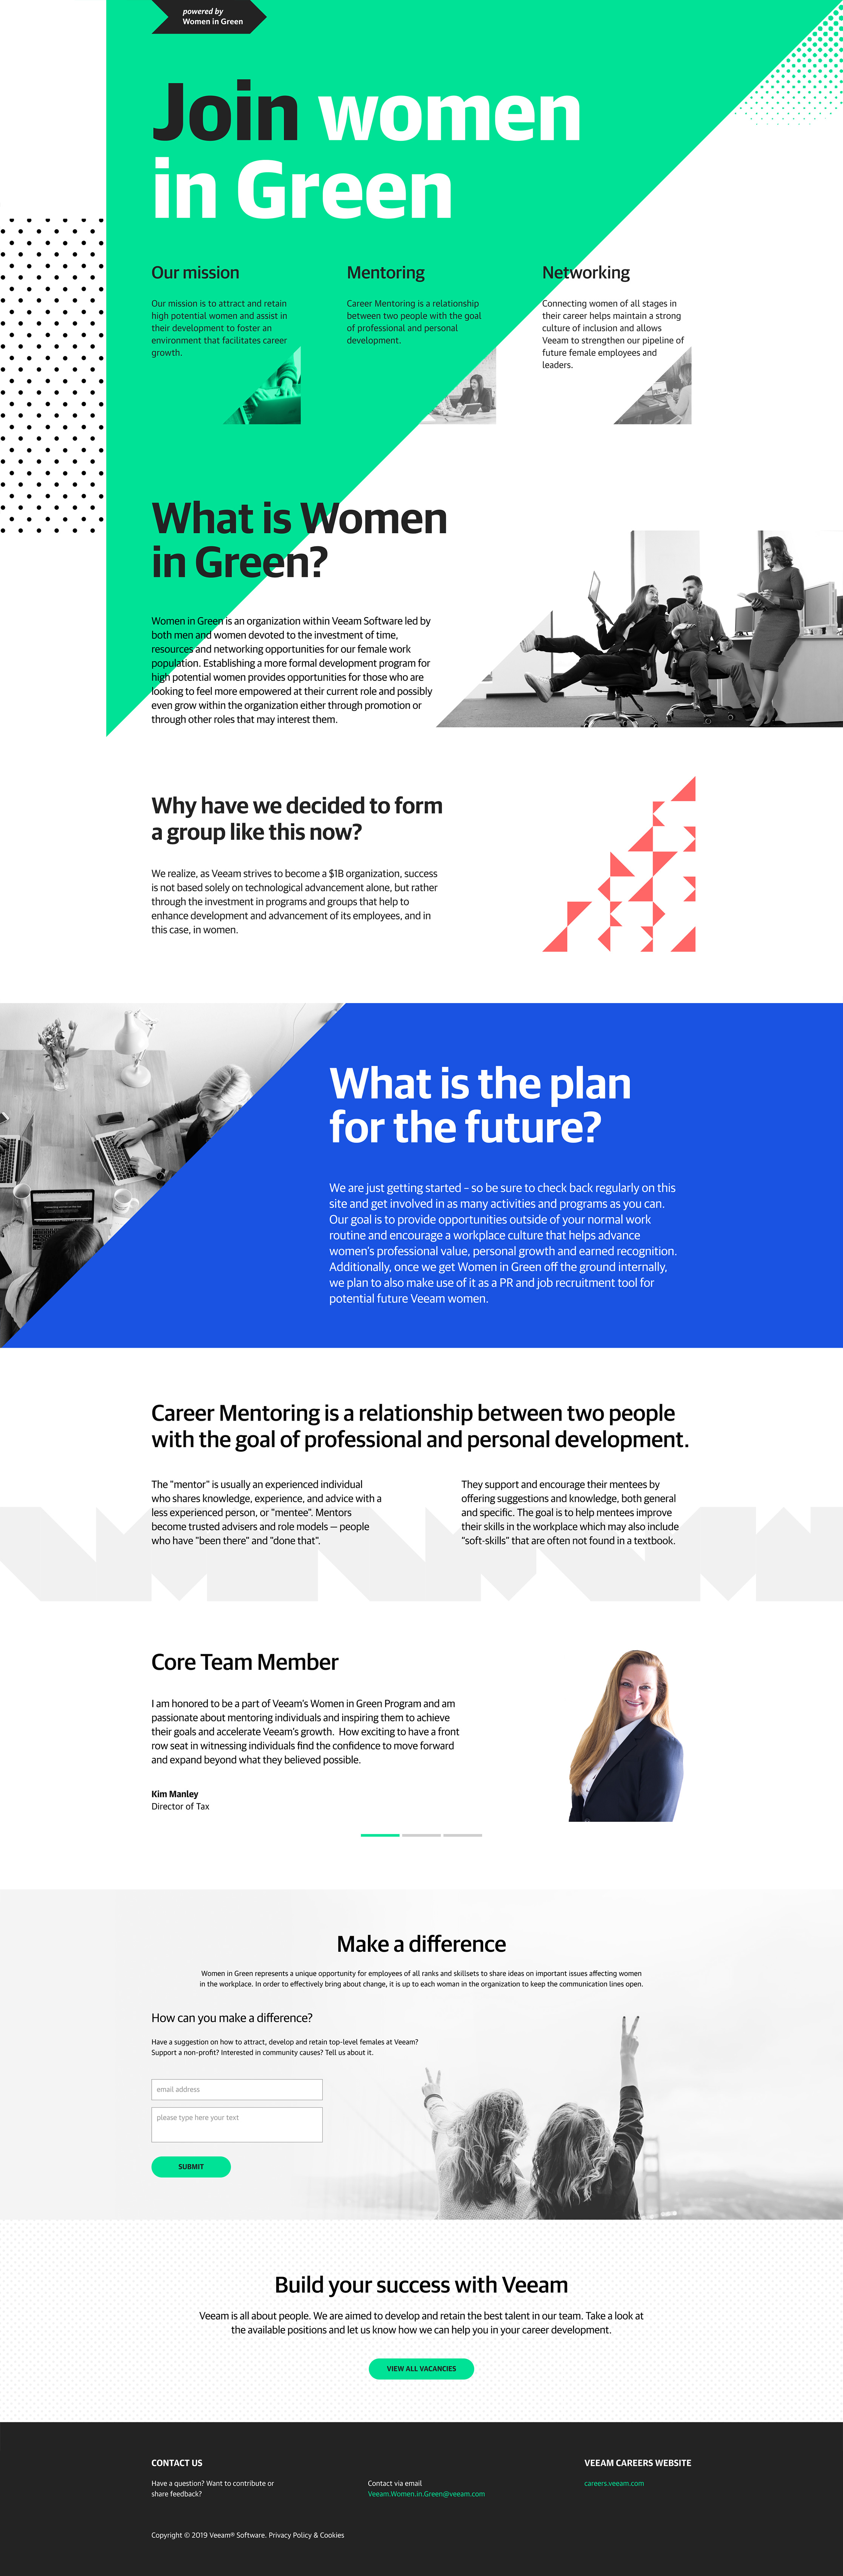 powered by
Women in Green
Join women
in Green
Our mission
Our mission is to attract and retain
high potential women and assist in
their development to foster an
environment that facilitates career
growth.
Mentoring
Career Mentoring is a relationship
between two people with the goal
of professional and personal
development.
Networking
Connecting women of all stages in
their career helps maintain a strong
culture of inclusion and allows
Veeam to strengthen our pipeline of
future female employees and
leaders.
What is Women
in Green?
Women in Green is an organization within Veeam Software led by
both men and women devoted to the investment of time,
resources and networking opportunities for our female work
population. Establishing a more formal development program for
high potential women provides opportunities for those who are
looking to feel more empowered at their current role and possibly
even grow within the organization either through promotion or
through other roles that may interest them.
Why have we decided to form
a group like this now?
We realize, as Veeam strives to become a $1B organization, success
is not based solely on technological advancement alone, but rather
through the investment in programs and groups that help to
enhance development and advancement of its employees, and in
this case, in women.
What is the plan
for the future?
We are just getting started – so be sure to check back regularly on this
site and get involved in as many activities and programs as you can.
Our goal is to provide opportunities outside of your normal work
routine and encourage a workplace culture that helps advance
women's professional value, personal growth and earned recognition.
Additionally, once we get Women in Green off the ground internally,
we plan to also make use of it as a PR and job recruitment tool for
potential future Veeam women.
Career Mentoring is a relationship between two people
with the goal of professional and personal development.
The "mentor" is usually an experienced individual
who shares knowledge, experience, and advice with a
less experienced person, or "mentee". Mentors
become trusted advisers and role models — people
who have "been there" and "done that".
They support and encourage their mentees by
offering suggestions and knowledge, both general
and specific. The goal is to help mentees improve
their skills in the workplace which may also include
"soft-skills" that are often not found in a textbook.
Core Team Member
I am honored to be a part of Veeam's Women in Green Program and am
passionate about mentoring individuals and inspiring them to achieve
their goals and accelerate Veeam's growth. How exciting to have a front
row seat in witnessing individuals find the confidence to move forward
and expand beyond what they believed possible.
Kim Manley
Director of Tax
Make a difference
Women in Green represents a unique opportunity for employees of all ranks and skillsets to share ideas on important issues affecting women
in the workplace. In order to effectively bring about change, it is up to each woman in the organization to keep the communication lines open.
How can you make a difference?
Have a suggestion on how to attract, develop and retain top-level females at Veeam?
Support a non-profit? Interested in community causes? Tell us about it.
email address
please type here your text
SUBMIT
Build your success with Veeam
Veeam is all about people. We are aimed to develop and retain the best talent in our team. Take a look at
the available positions and let us know how we can help you in your career development.
VIEW ALL VACANCIES
CONTACT US
Have a question? Want to contribute or
share feedback?
Contact via email
Veeam.Women.in.Green@veeam.com
VEEAM CAREERS WEBSITE
careers.veeam.com
Copyright © 2019 Veeam® Software. Privacy Policy & Cookies